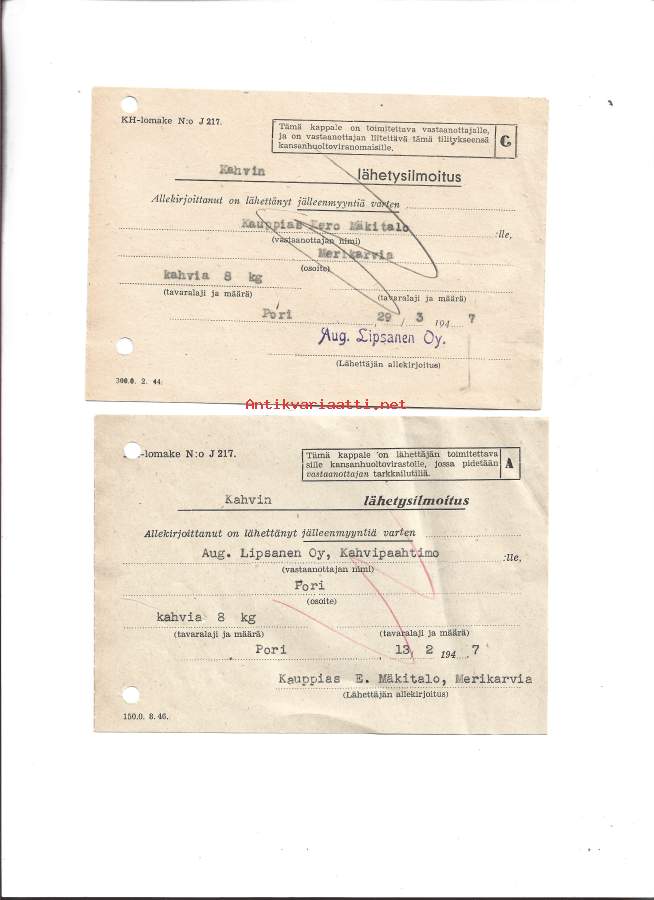 KH-lomake N:o J 217.
Tämä kappale on toimitettava vastaanottajalle,
ja on vastaanottajan liitettävä tämä tilitykseensä
kansanhuoltoviranomaisille.
C
Kahvin lähetysilmoitus
Allekirjoittanut on lähettänyt jälleenmyyntiä varten
Kauppias Eero Mäkitalo :lle,
(vastaanottajan nimi)
Merikarvia
(osoite)
kahvia 8 kg
(tavaralaji ja määrä) (tavaralaji ja määrä)
Pori 29 / 3 194 7
Aug. Lipsanen Oy.
(Lähettäjän allekirjoitus)
300.0. 2. 44.
Antikvariaatti.net
-lomake N:o J 217.
Tämä kappale on lähettäjän toimitettava
sille kansanhuoltovirastolle, jossa pidetään
vastaanottajan tarkkailutiliä.
A
Kahvin lähetysilmoitus
Allekirjoittanut on lähettänyt jälleenmyyntiä varten
Aug. Lipsanen Oy, Kahvipaahtimo :lle,
(vastaanottajan nimi)
Pori
(osoite)
kahvia 8 kg
(tavaralaji ja määrä) (tavaralaji ja määrä)
Pori 13/ 2 194 7
Kauppias E. Mäkitalo, Merikarvia
(Lähettäjän allekirjoitus)
150.0. 8. 46.